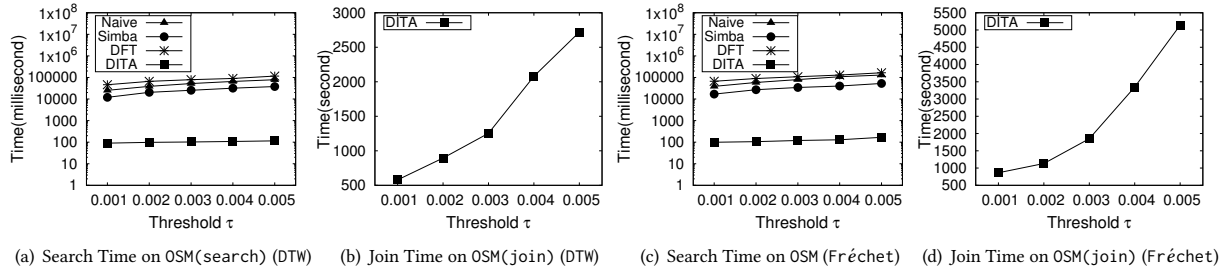 Time(millisecond)
1x10^8
1x10^7
1x10^6
100000
10000
1000
100
10
1
Naive
Simba
DFT
DITA
0.001 0.002 0.003 0.004 0.005
Threshold τ
(a) Search Time on OSM(search) (DTW)
Time(second)
3000
2500
2000
1500
1000
500
DITA
0.001 0.002 0.003 0.004 0.005
Threshold τ
(b) Join Time on OSM(join) (DTW)
Time(millisecond)
1x10^8
1x10^7
1x10^6
100000
10000
1000
100
10
1
Naive
Simba
DFT
DITA
0.001 0.002 0.003 0.004 0.005
Threshold τ
(c) Search Time on OSM (Fréchet)
Time(second)
5500
5000
4500
4000
3500
3000
2500
2000
1500
1000
500
DITA
0.001 0.002 0.003 0.004 0.005
Threshold τ
(d) Join Time on OSM(join) (Fréchet)